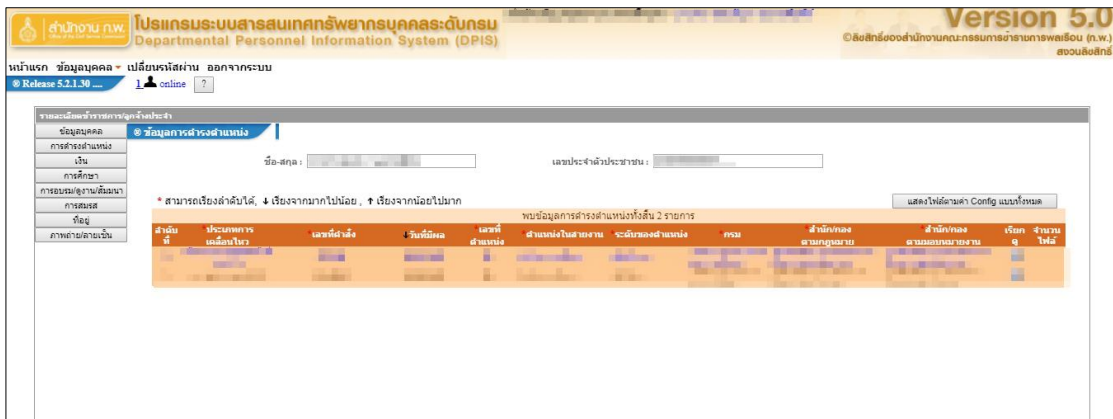 สำนักงาน ก.พ.
โปรแกรมระบบสารสนเทศทรัพยากรบุคคลระดับกรม
Departmental Personnel Information System (DPIS)
Version 5.0
©ลิขสิทธิ์ของสำนักงานคณะกรรมการข้าราชการพลเรือน (ก.พ.)
สงวนลิขสิทธิ์
หน้าแรก ข้อมูลบุคคล เปลี่ยนรหัสผ่าน ออกจากระบบ
® Release 5.2.1.30 .... 1 online ?
รายละเอียดข้าราชการ/ลูกจ้างประจำ
ข้อมูลบุคคล
® ข้อมูลการดำรงตำแหน่ง
การดำรงตำแหน่ง
เงิน
การศึกษา
การอบรม/ดูงาน/สัมมนา
การสมรส
ที่อยู่
ภาพถ่าย/ลายเซ็น
ชื่อ-สกุล : เลขประจำตัวประชาชน :
* สามารถเรียงลำดับได้, ↓ เรียงจากมากไปน้อย , ↑ เรียงจากน้อยไปมาก
แสดงไฟล์ตามค่า Config แบบทั้งหมด
พบข้อมูลการดำรงตำแหน่งทั้งสิ้น 2 รายการ
ลำดับที่ *ประเภทการเคลื่อนไหว *เลขที่คำสั่ง ↓วันที่มีผล *เลขที่ตำแหน่ง *ตำแหน่งในสายงาน *ระดับของตำแหน่ง *กรม *สำนัก/กองตามกฎหมาย *สำนัก/กองตามมอบหมายงาน เรียกดู จำนวนไฟล์